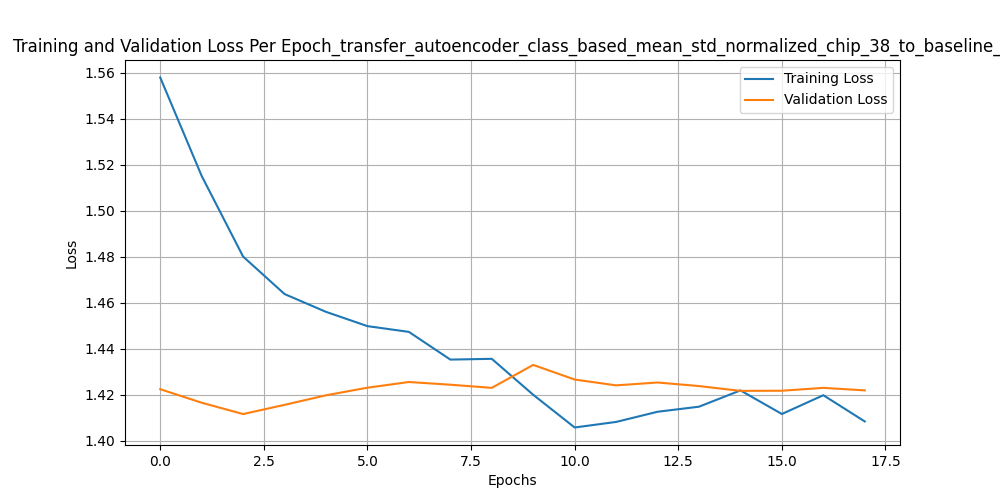 Training and Validation Loss Per Epoch_transfer_autoencoder_class_based_mean_std_normalized_chip_38_to_baseline_
1.56
1.54
1.52
1.50
1.48
1.46
1.44
1.42
1.40
Loss
Training Loss
Validation Loss
0.0 2.5 5.0 7.5 10.0 12.5 15.0 17.5
Epochs